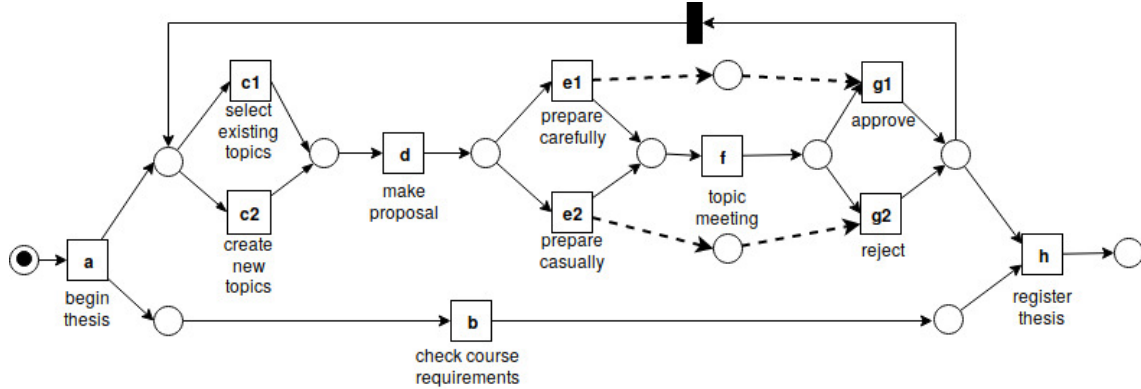 c1
select
existing
topics
c2
create
new
topics
a
begin
thesis
d
make
proposal
b
check course
requirements
e1
prepare
carefully
e2
prepare
casually
f
topic
meeting
g1
approve
g2
reject
h
register
thesis